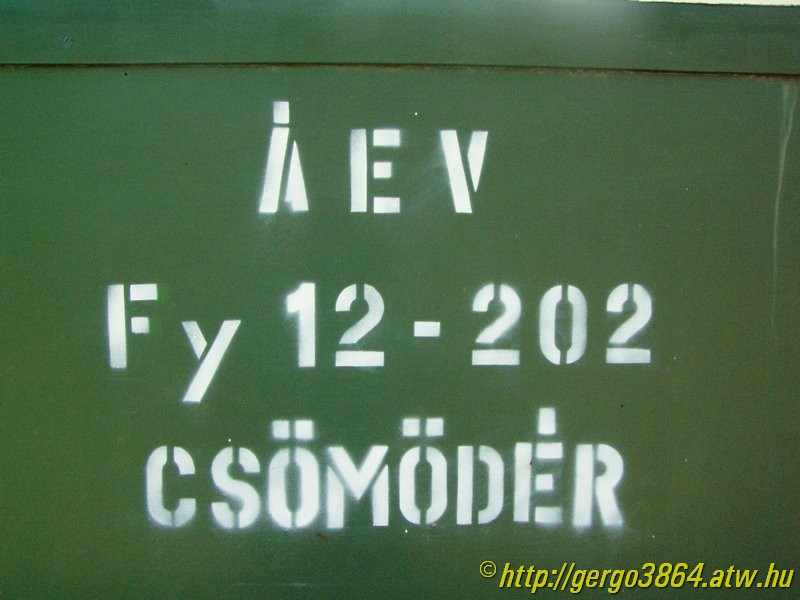 ÁEV
Fy 12-202
CSÖMÖDÉR
©http://gergo3864.atw.hu